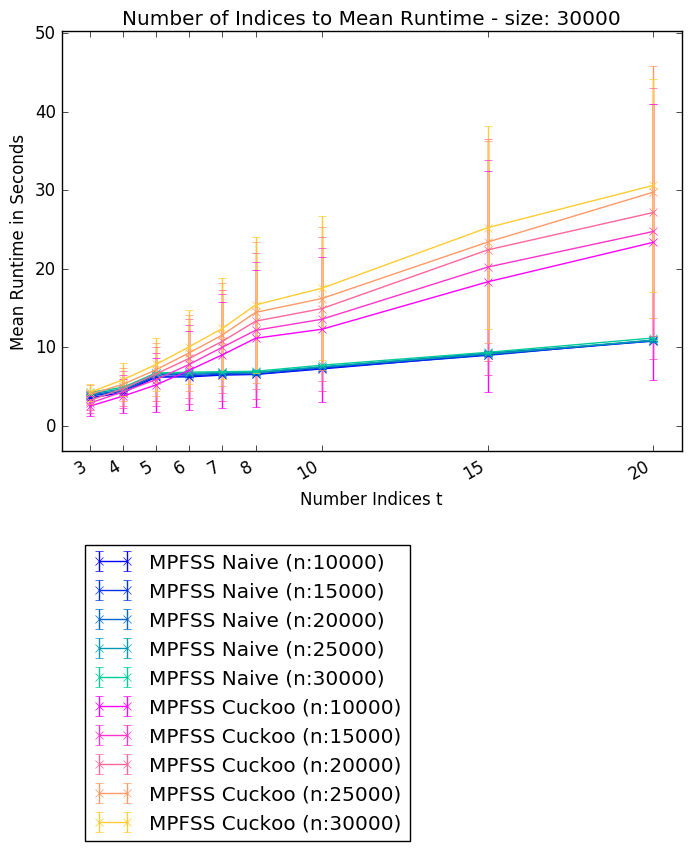 Number of Indices to Mean Runtime - size: 30000
Mean Runtime in Seconds
50
40
30
20
10
0
3
4
5
6
7
8
10
15
20
Number Indices t
MPFSS Naive (n:10000)
MPFSS Naive (n:15000)
MPFSS Naive (n:20000)
MPFSS Naive (n:25000)
MPFSS Naive (n:30000)
MPFSS Cuckoo (n:10000)
MPFSS Cuckoo (n:15000)
MPFSS Cuckoo (n:20000)
MPFSS Cuckoo (n:25000)
MPFSS Cuckoo (n:30000)